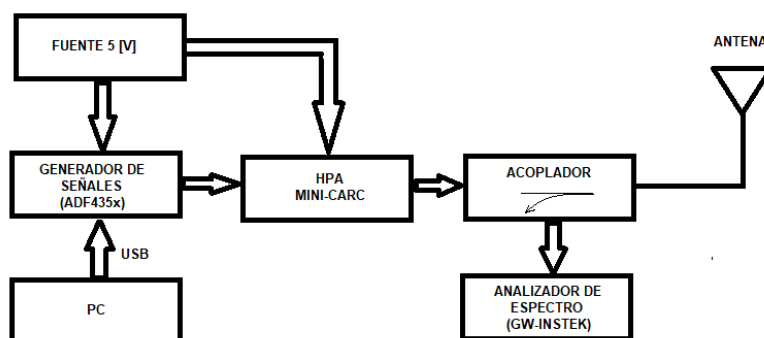 FUENTE 5 [V]
ANTENA
GENERADOR DE
SEÑALES
(ADF435x)
HPA
MINI-CARC
ACOPLADOR
USB
PC
ANALIZADOR DE
ESPECTRO
(GW-INSTEK)